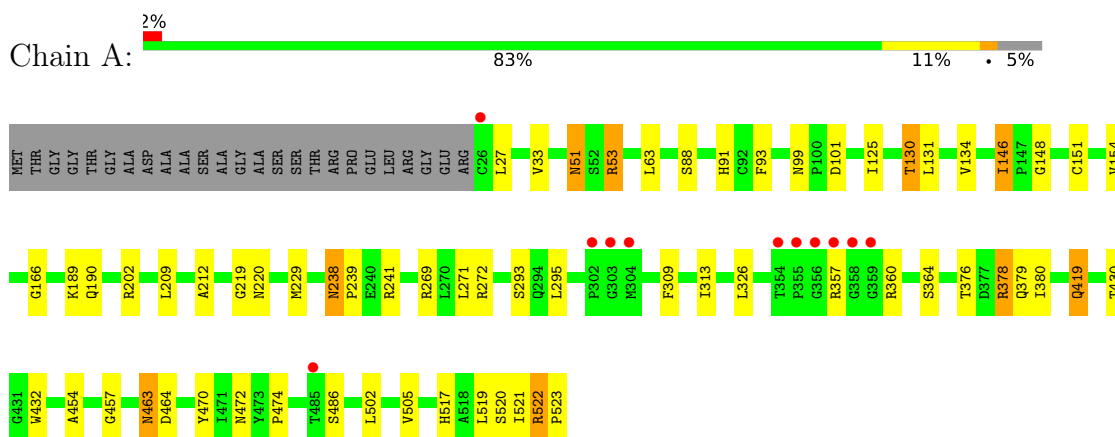 2%
Chain A:
83% 11% • 5%
MET THR GLY GLY THR GLY ALA ASP ALA ALA SER ALA GLY ALA SER SER THR ARG PRO GLU GLU LEU ARG GLY GLU ARG C26 L27 V33 N51 S52 R53 L63 S88 H91 C92 F93 N99 P100 D101 I125 T130 L131 V134 I146 P147 G148 C151 V154
G166 K189 Q190 R202 L209 A212 G219 N220 M229 N238 P239 E240 R241 R269 L270 L271 R272 S293 Q294 L295 P302 G303 M304 F309 I313 L326 T354 P355 G356 R357 G358 G359 R360 S364 T376 D377 R378 Q379 I380 Q419 T430
G431 W432 A454 G457 N463 D464 Y470 I471 N472 Y473 P474 T485 S486 L502 V505 H517 A518 L519 S520 I521 R522 P523